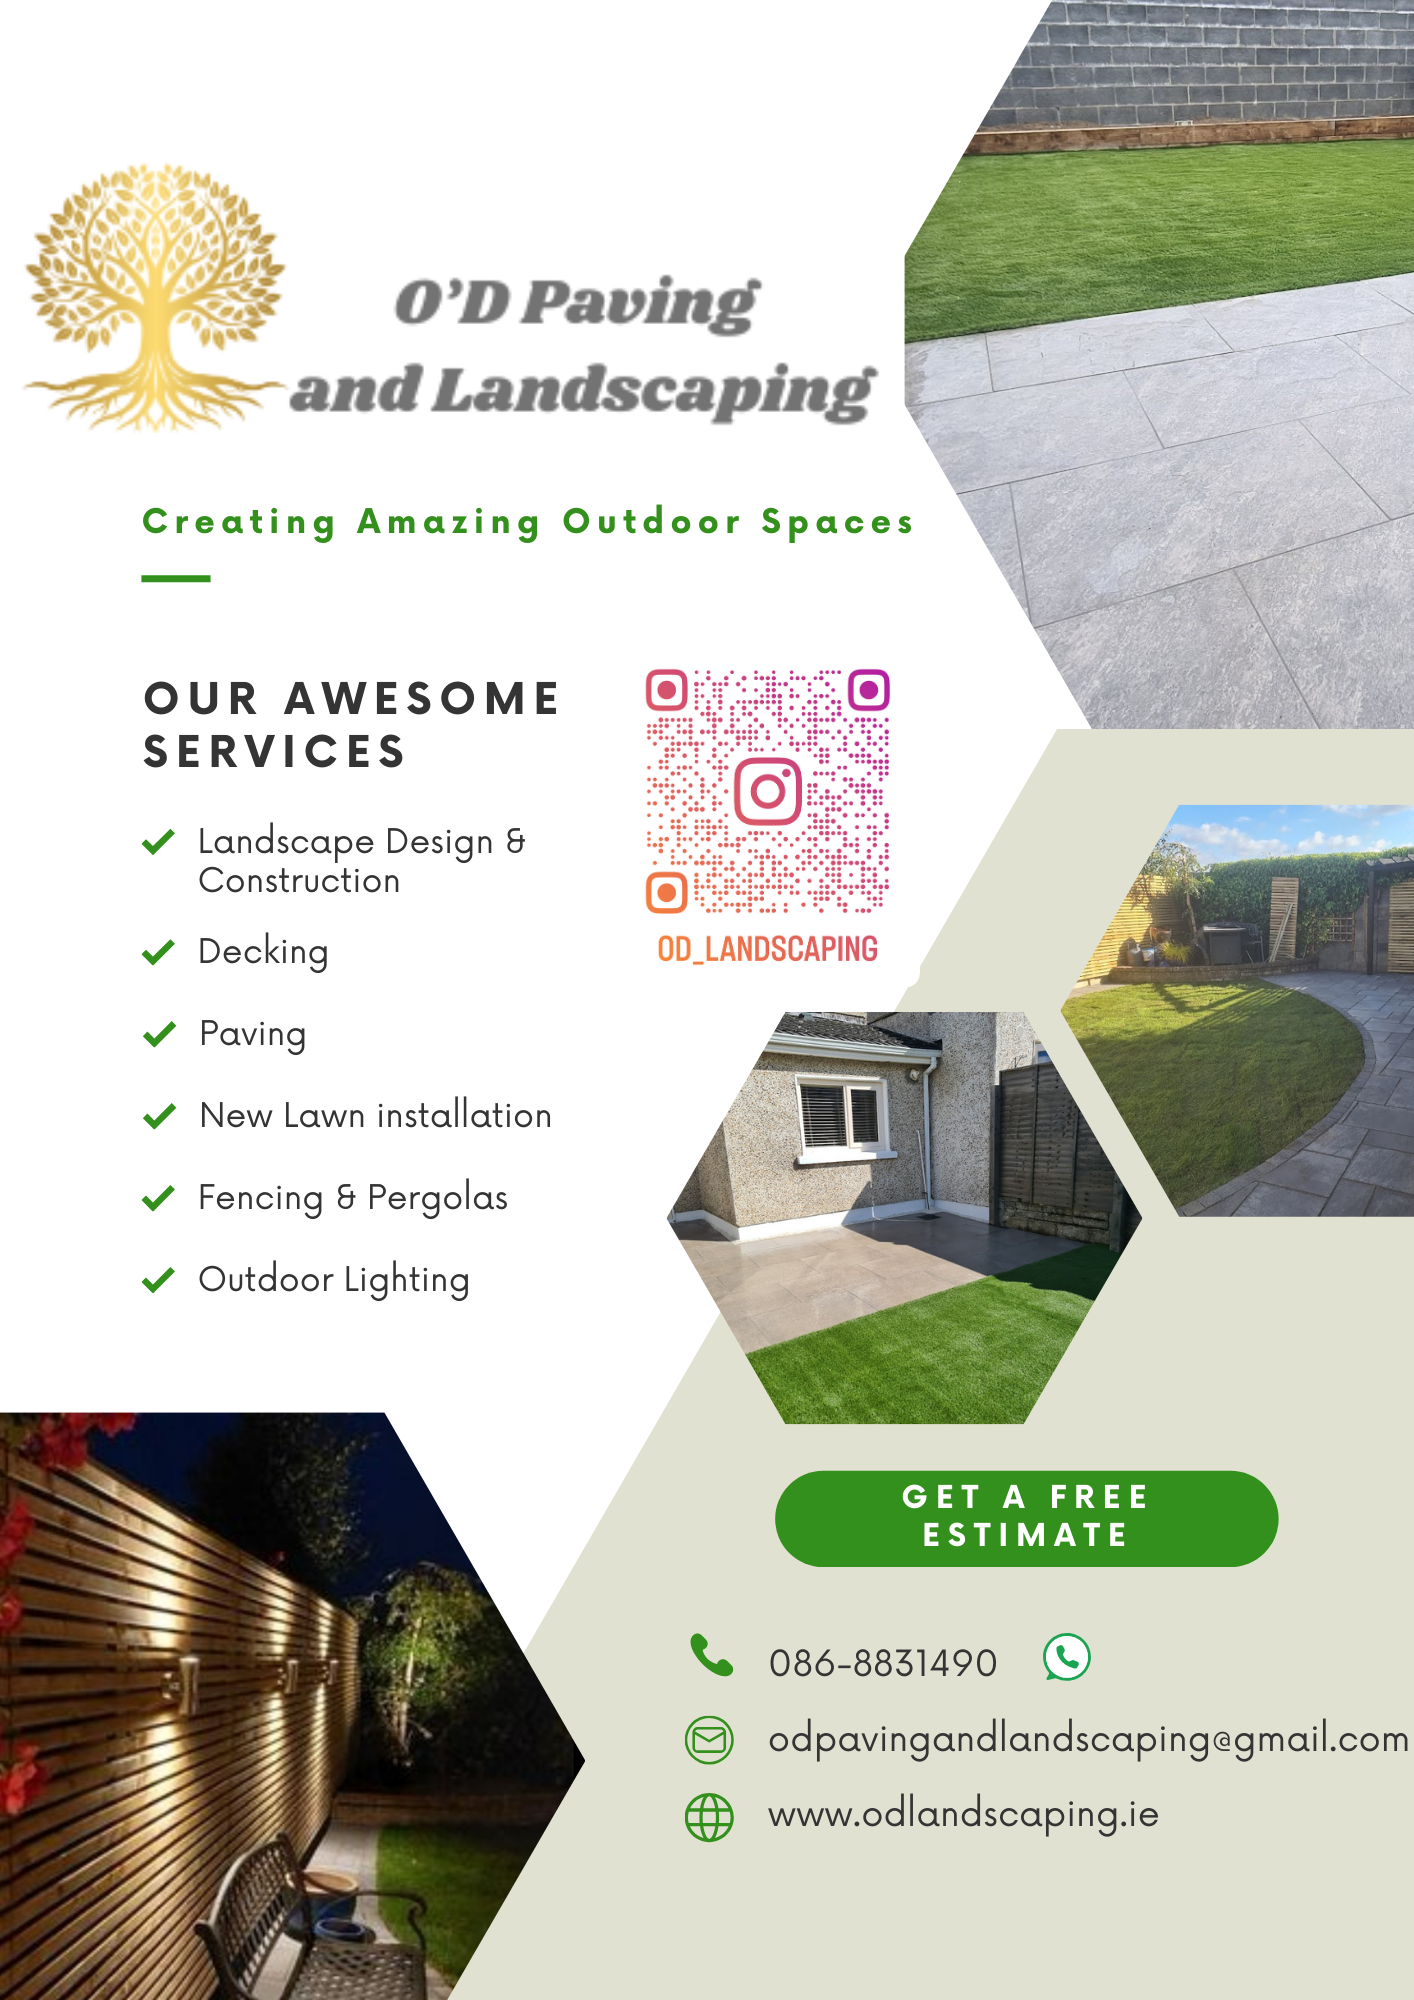 O'D Paving
and Landscaping
Creating Amazing Outdoor Spaces
OUR AWESOME
SERVICES
Landscape Design &
Construction
Decking
Paving
New Lawn installation
Fencing & Pergolas
Outdoor Lighting
OD_LANDSCAPING
GET A FREE
ESTIMATE
086-8831490
odpavingandlandscaping@gmail.com
www.odlandscaping.ie